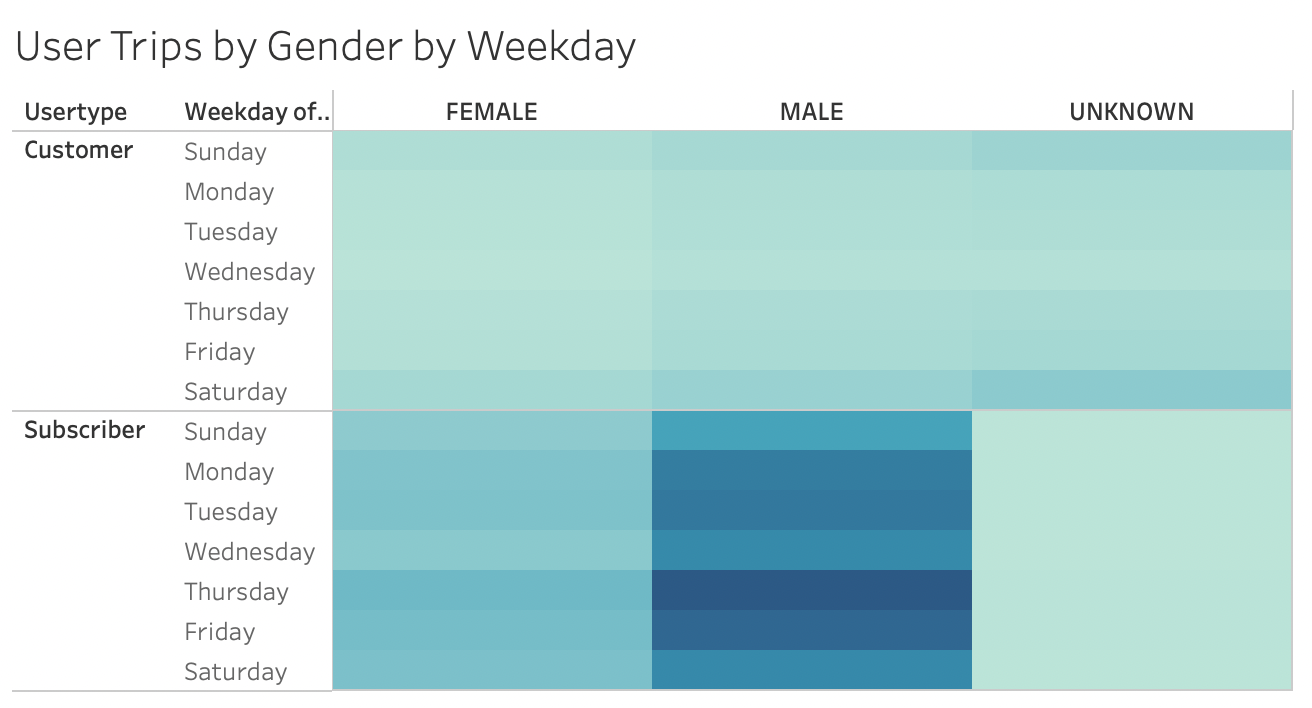 User Trips by Gender by Weekday
Usertype Weekday of.. FEMALE MALE UNKNOWN
Customer Sunday
Monday
Tuesday
Wednesday
Thursday
Friday
Saturday
Subscriber Sunday
Monday
Tuesday
Wednesday
Thursday
Friday
Saturday